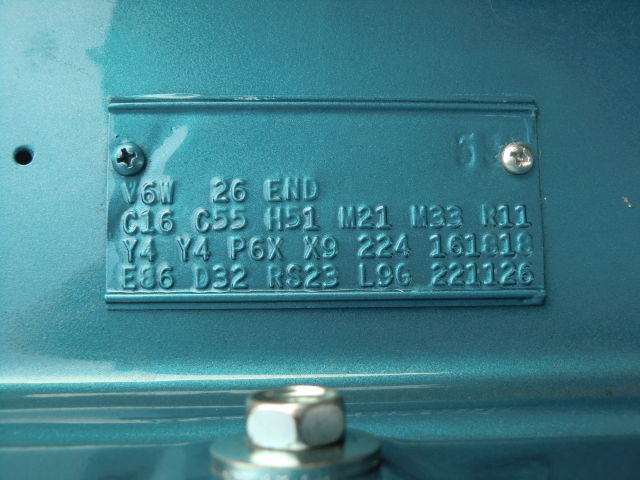 V6W 26 END
C16 C55 H51 M21 M33 R11
Y4 Y4 P6X X9 224 161818
E86 D32 RS23 L9G 221126